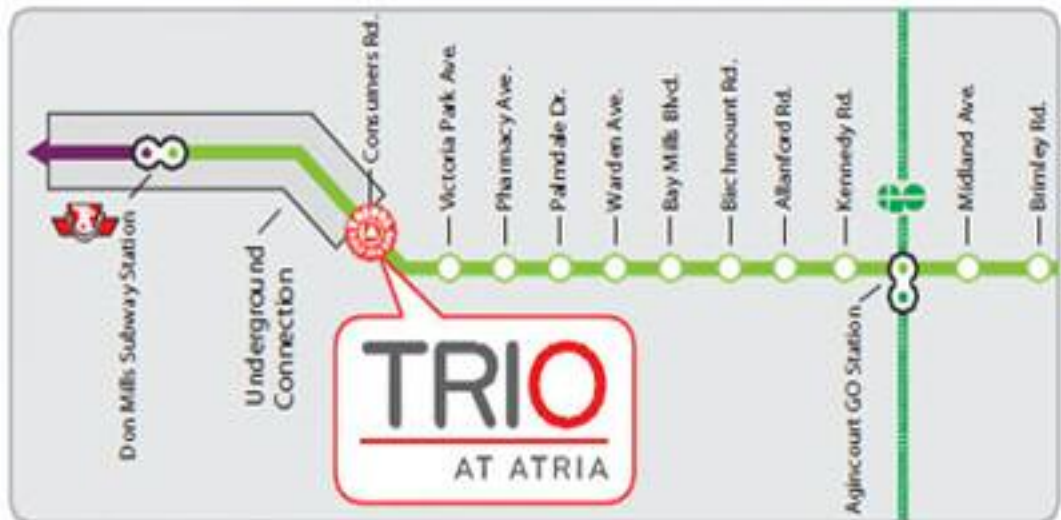 Don Mills Subway Station
Underground
Connection
Consumers Rd.
Victoria Park Ave.
Pharmacy Ave.
Palmdale Dr.
Warden Ave.
Bay Mills Blvd.
Birchmount Rd.
Allanford Rd.
Kennedy Rd.
Agincourt GO Station
Midland Ave.
Brimley Rd.
TRIO
AT ATRIA